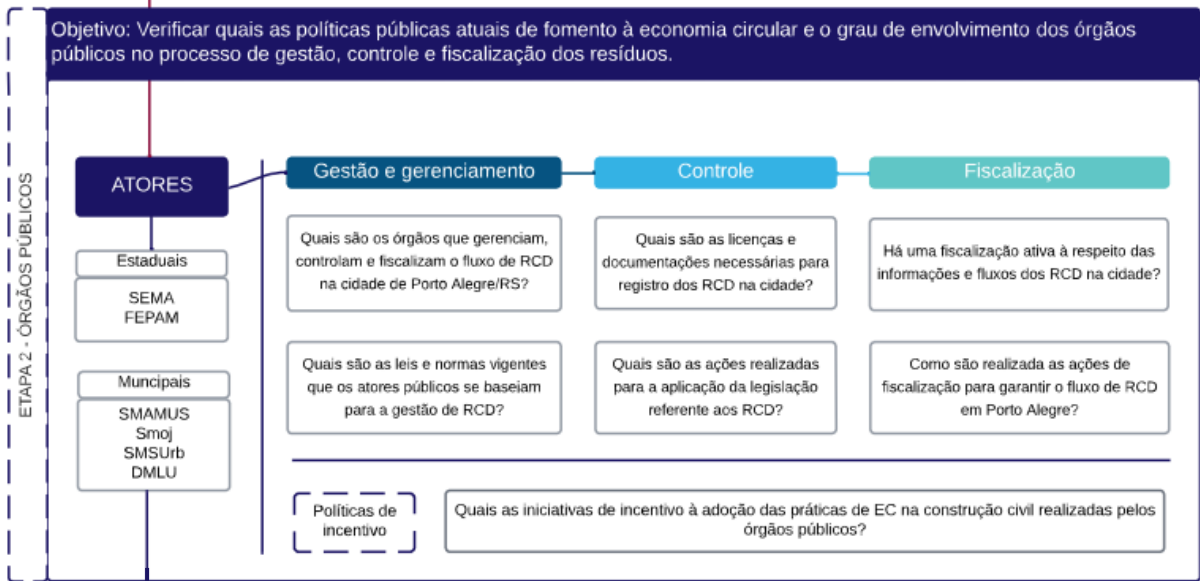 Objetivo: Verificar quais as políticas públicas atuais de fomento à economia circular e o grau de envolvimento dos órgãos
públicos no processo de gestão, controle e fiscalização dos resíduos.
ETAPA 2 - ÓRGÃOS PÚBLICOS
ATORES
Estaduais
SEMA
FEPAM
Muncipais
SMAMUS
Smoj
SMSUrb
DMLU
Gestão e gerenciamento
Quais são os órgãos que gerenciam,
controlam e fiscalizam o fluxo de RCD
na cidade de Porto Alegre/RS?
Quais são as leis e normas vigentes
que os atores públicos se baseiam
para a gestão de RCD?
Controle
Quais são as licenças e
documentações necessárias para
registro dos RCD na cidade?
Quais são as ações realizadas
para a aplicação da legislação
referente aos RCD?
Fiscalização
Há uma fiscalização ativa à respeito das
informações e fluxos dos RCD na cidade?
Como são realizada as ações de
fiscalização para garantir o fluxo de RCD
em Porto Alegre?
Políticas de
incentivo
Quais as iniciativas de incentivo à adoção das práticas de EC na construção civil realizadas pelos
órgãos públicos?